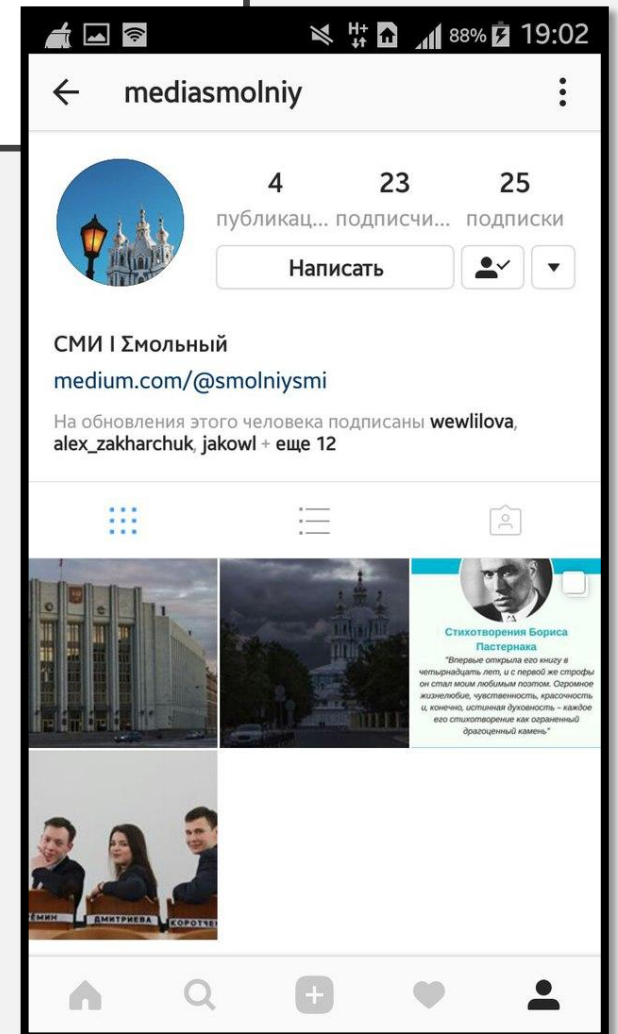 H+ 88% 19:02
mediasmolniy
4 23 25
публикац... подписчи... подписки
Написать
СМИ I Σмольный
medium.com/@smolniysmi
На обновления этого человека подписаны wewlilova,
alex_zakharchuk, jakowl + еще 12
Стихотворения Бориса
Пастернака
"Впервые открыла его книгу в
четырнадцать лет, и с первой же строфы
он стал моим любимым поэтом. Огромное
жизнелюбие, чувственность, красочность
и, конечно, истинная духовность – каждое
его стихотворение как ограненный
драгоценный камень"
ЁМИН ДМИТРИЕВА КОРОТЧЕ